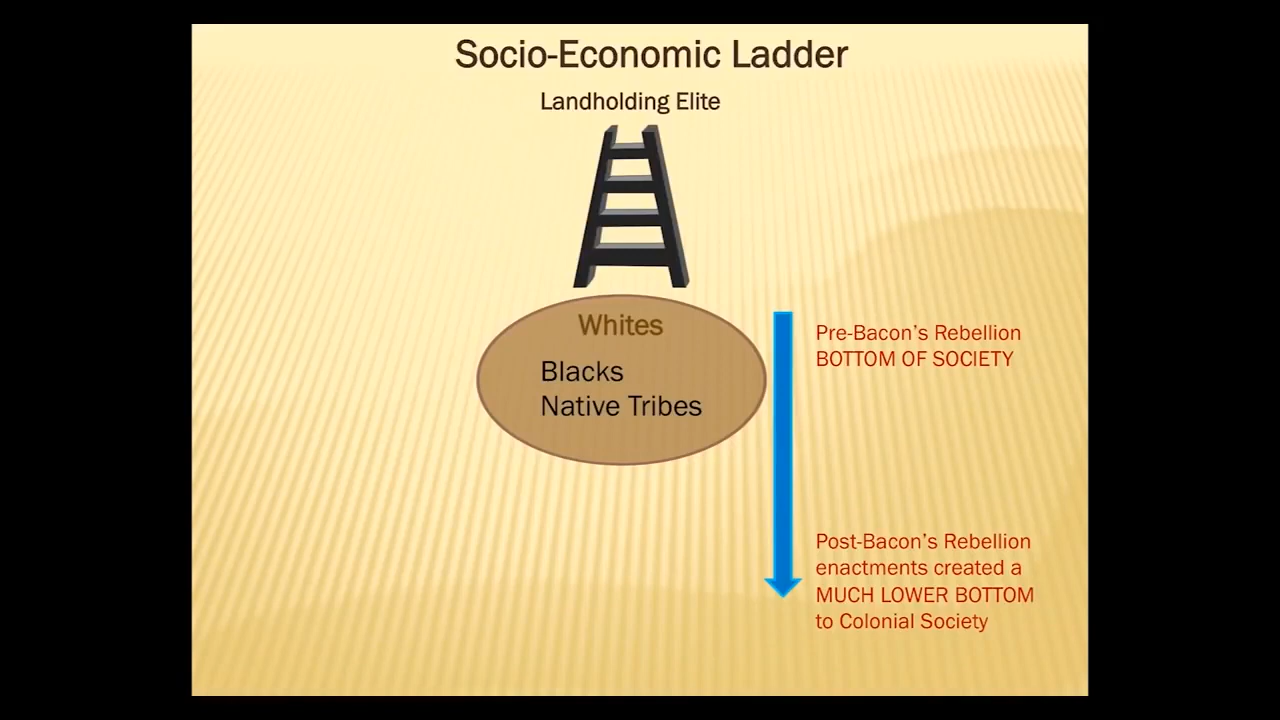 Socio-Economic Ladder
Landholding Elite
Whites
Blacks
Native Tribes
Pre-Bacon's Rebellion
BOTTOM OF SOCIETY
Post-Bacon's Rebellion
enactments created a
MUCH LOWER BOTTOM
to Colonial Society